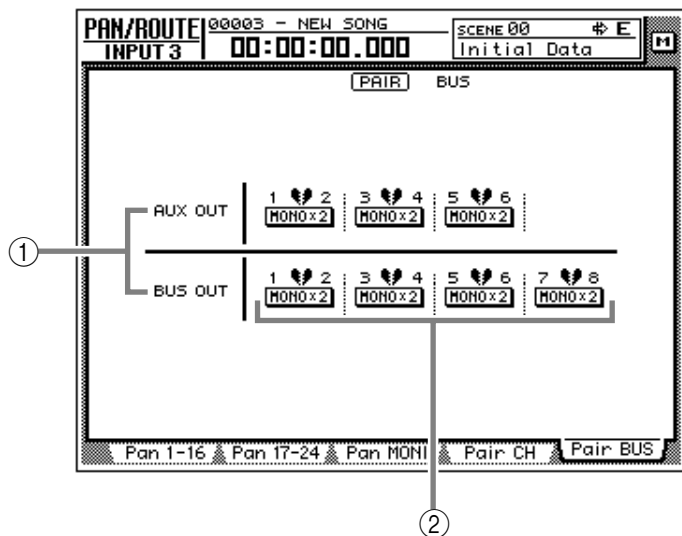 PAN/ROUTE 00003 - NEW SONG SCENE 00 E
INPUT 3 00:00:00.000 Initial Data M
PAIR BUS
1 2 3 4 5 6
AUX OUT MONO x 2 MONO x 2 MONO x 2
1
1 2 3 4 5 6 7 8
BUS OUT MONO x 2 MONO x 2 MONO x 2 MONO x 2
Pan 1-16 Pan 17-24 Pan MONI Pair CH Pair BUS
2